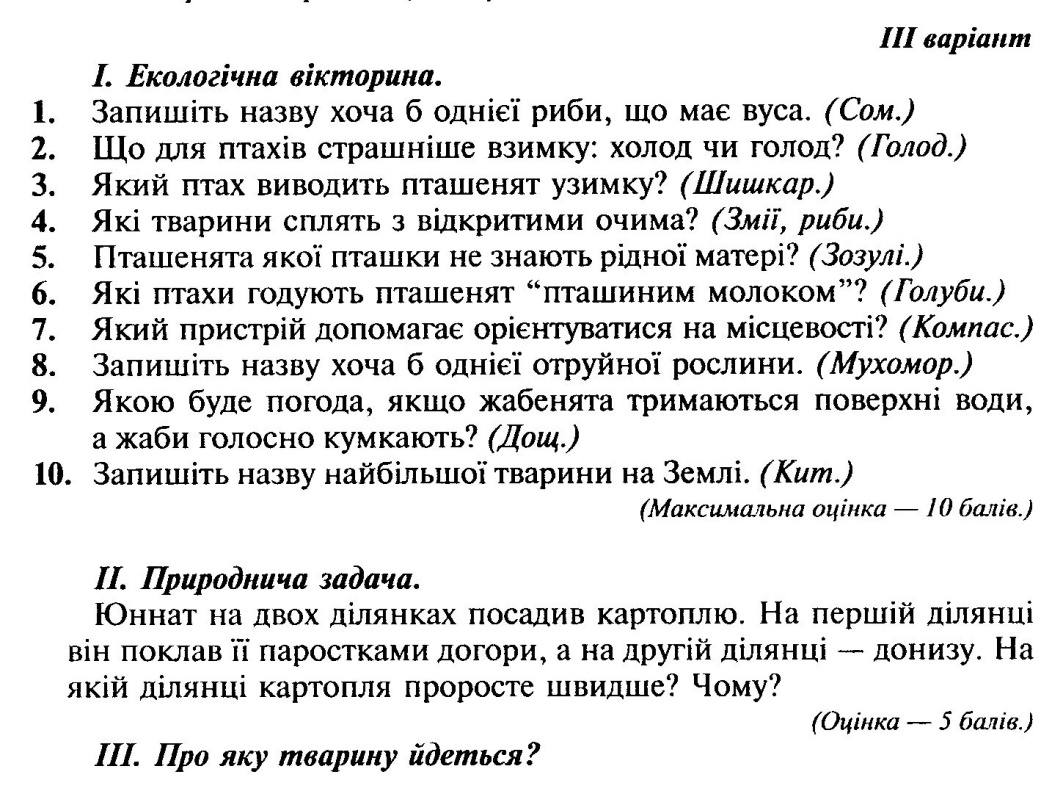 III варіант
I. Екологічна вікторина.
1. Запишіть назву хоча б однієї риби, що має вуса. (Сом.)
2. Що для птахів страшніше взимку: холод чи голод? (Голод.)
3. Який птах виводить пташенят узимку? (Шишкар.)
4. Які тварини сплять з відкритими очима? (Змії, риби.)
5. Пташенята якої пташки не знають рідної матері? (Зозулі.)
6. Які птахи годують пташенят “пташиним молоком”? (Голуби.)
7. Який пристрій допомагає орієнтуватися на місцевості? (Компас.)
8. Запишіть назву хоча б однієї отруйної рослини. (Мухомор.)
9. Якою буде погода, якщо жабенята тримаються поверхні води,
а жаби голосно кумкають? (Дощ.)
10. Запишіть назву найбільшої тварини на Землі. (Кит.)
(Максимальна оцінка — 10 балів.)
II. Природнича задача.
Юннат на двох ділянках посадив картоплю. На першій ділянці
він поклав її паростками догори, а на другій ділянці — донизу. На
якій ділянці картопля проросте швидше? Чому?
(Оцінка — 5 балів.)
III. Про яку тварину йдеться?